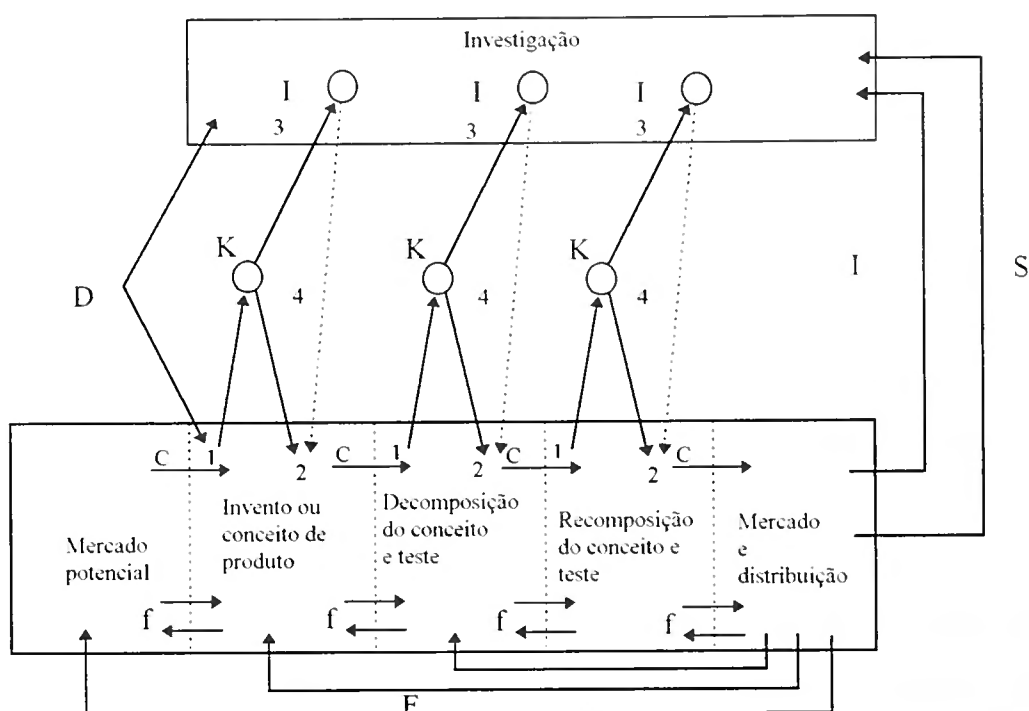 Investigação
I I I
3 3 3
K K K
D 4 4 4 I S
C 1 2 C 1 2 C 1 2 C
Invento ou
conceito de
produto
Decomposição
do conceito
e teste
Mercado
potencial
Recomposição
do conceito e
teste
Mercado
e
distribuição
f f f f
F